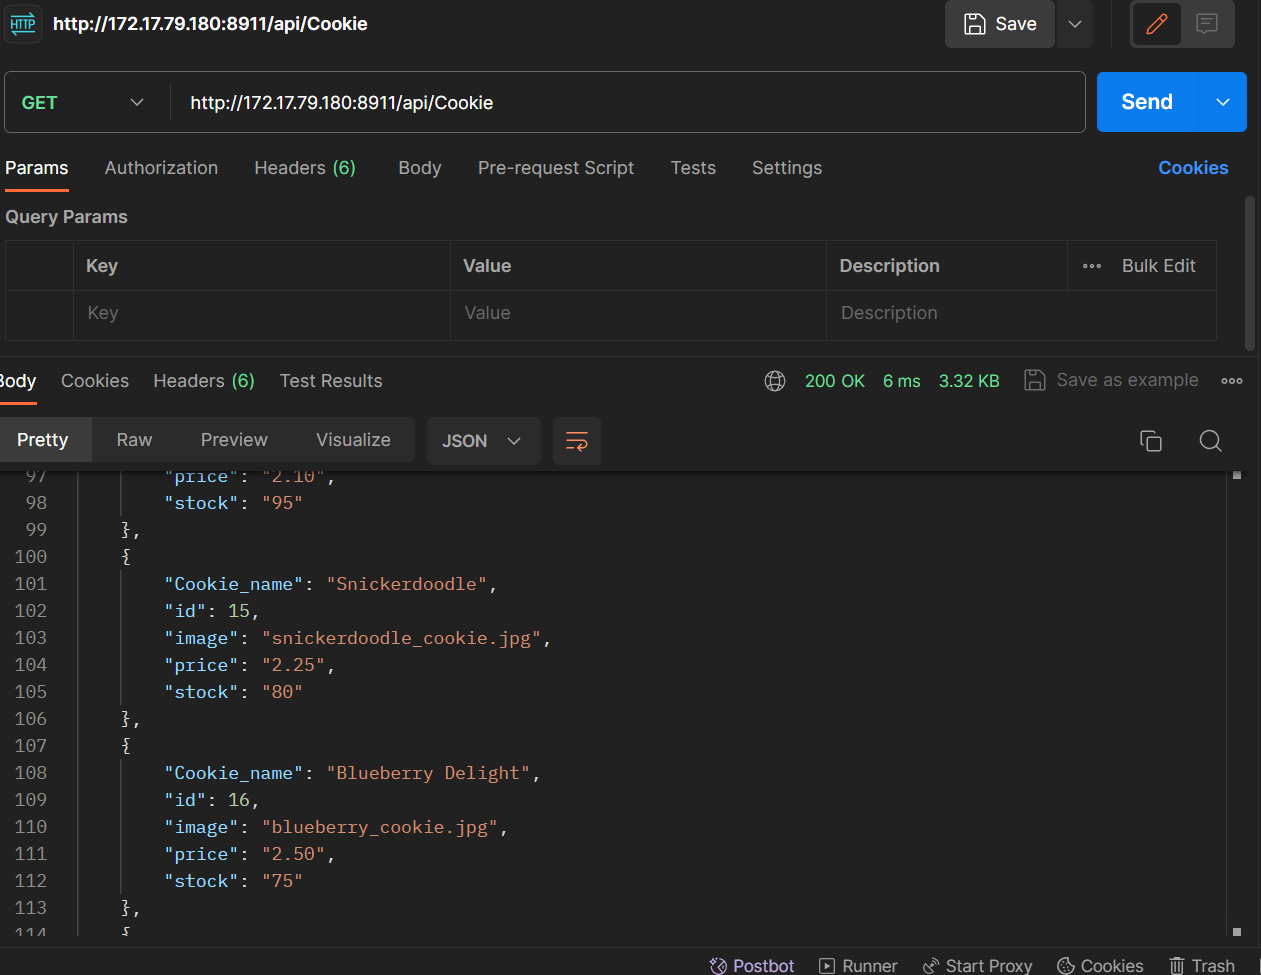 HTTP http://172.17.79.180:8911/api/Cookie Save
GET http://172.17.79.180:8911/api/Cookie Send
Params Authorization Headers (6) Body Pre-request Script Tests Settings Cookies
Query Params
Key Value Description Bulk Edit
Key Value Description
Body Cookies Headers (6) Test Results 200 OK 6 ms 3.32 KB Save as example
Pretty Raw Preview Visualize JSON
97 "price": "2.10",
98 "stock": "95"
99 },
100 {
101 "Cookie_name": "Snickerdoodle",
102 "id": 15,
103 "image": "snickerdoodle_cookie.jpg",
104 "price": "2.25",
105 "stock": "80"
106 },
107 {
108 "Cookie_name": "Blueberry Delight",
109 "id": 16,
110 "image": "blueberry_cookie.jpg",
111 "price": "2.50",
112 "stock": "75"
113 },
114 {
Postbot Runner Start Proxy Cookies Trash